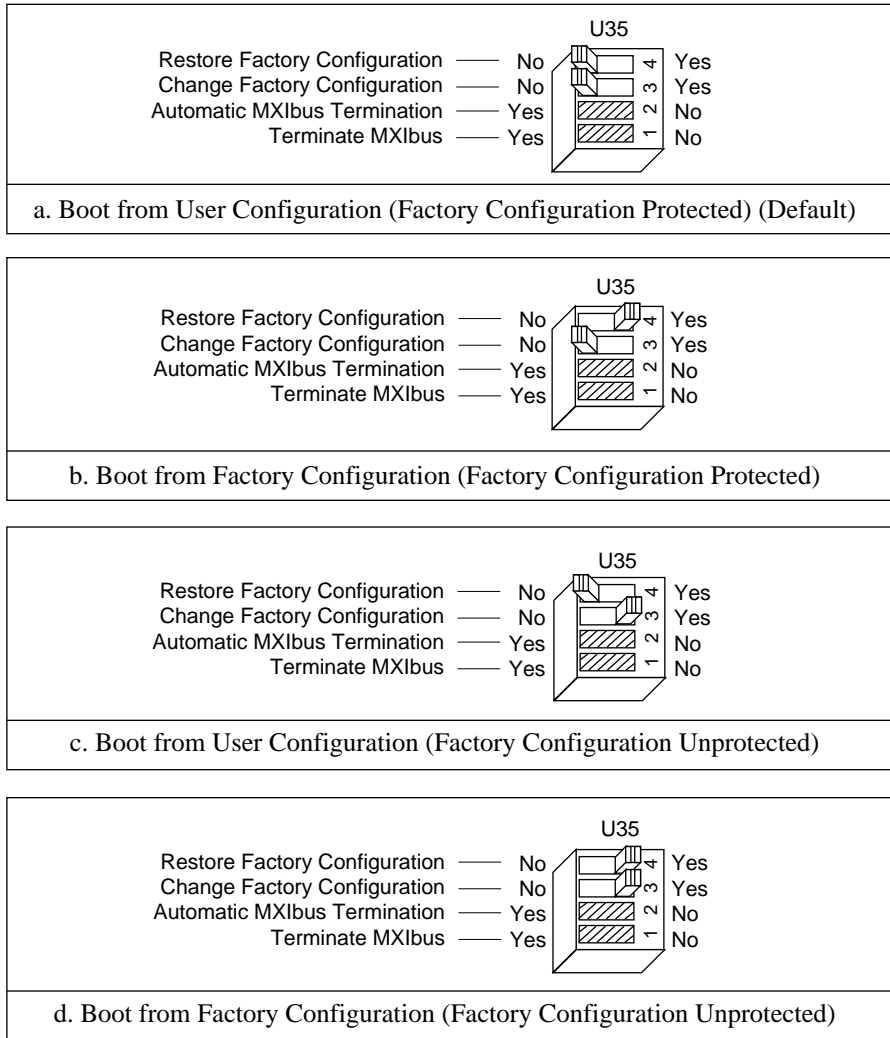 U35
Restore Factory Configuration No 4 Yes
Change Factory Configuration No 3 Yes
Automatic MXIbus Termination Yes 2 No
Terminate MXIbus Yes 1 No
a. Boot from User Configuration (Factory Configuration Protected) (Default)
U35
Restore Factory Configuration No 4 Yes
Change Factory Configuration No 3 Yes
Automatic MXIbus Termination Yes 2 No
Terminate MXIbus Yes 1 No
b. Boot from Factory Configuration (Factory Configuration Protected)
U35
Restore Factory Configuration No 4 Yes
Change Factory Configuration No 3 Yes
Automatic MXIbus Termination Yes 2 No
Terminate MXIbus Yes 1 No
c. Boot from User Configuration (Factory Configuration Unprotected)
U35
Restore Factory Configuration No 4 Yes
Change Factory Configuration No 3 Yes
Automatic MXIbus Termination Yes 2 No
Terminate MXIbus Yes 1 No
d. Boot from Factory Configuration (Factory Configuration Unprotected)